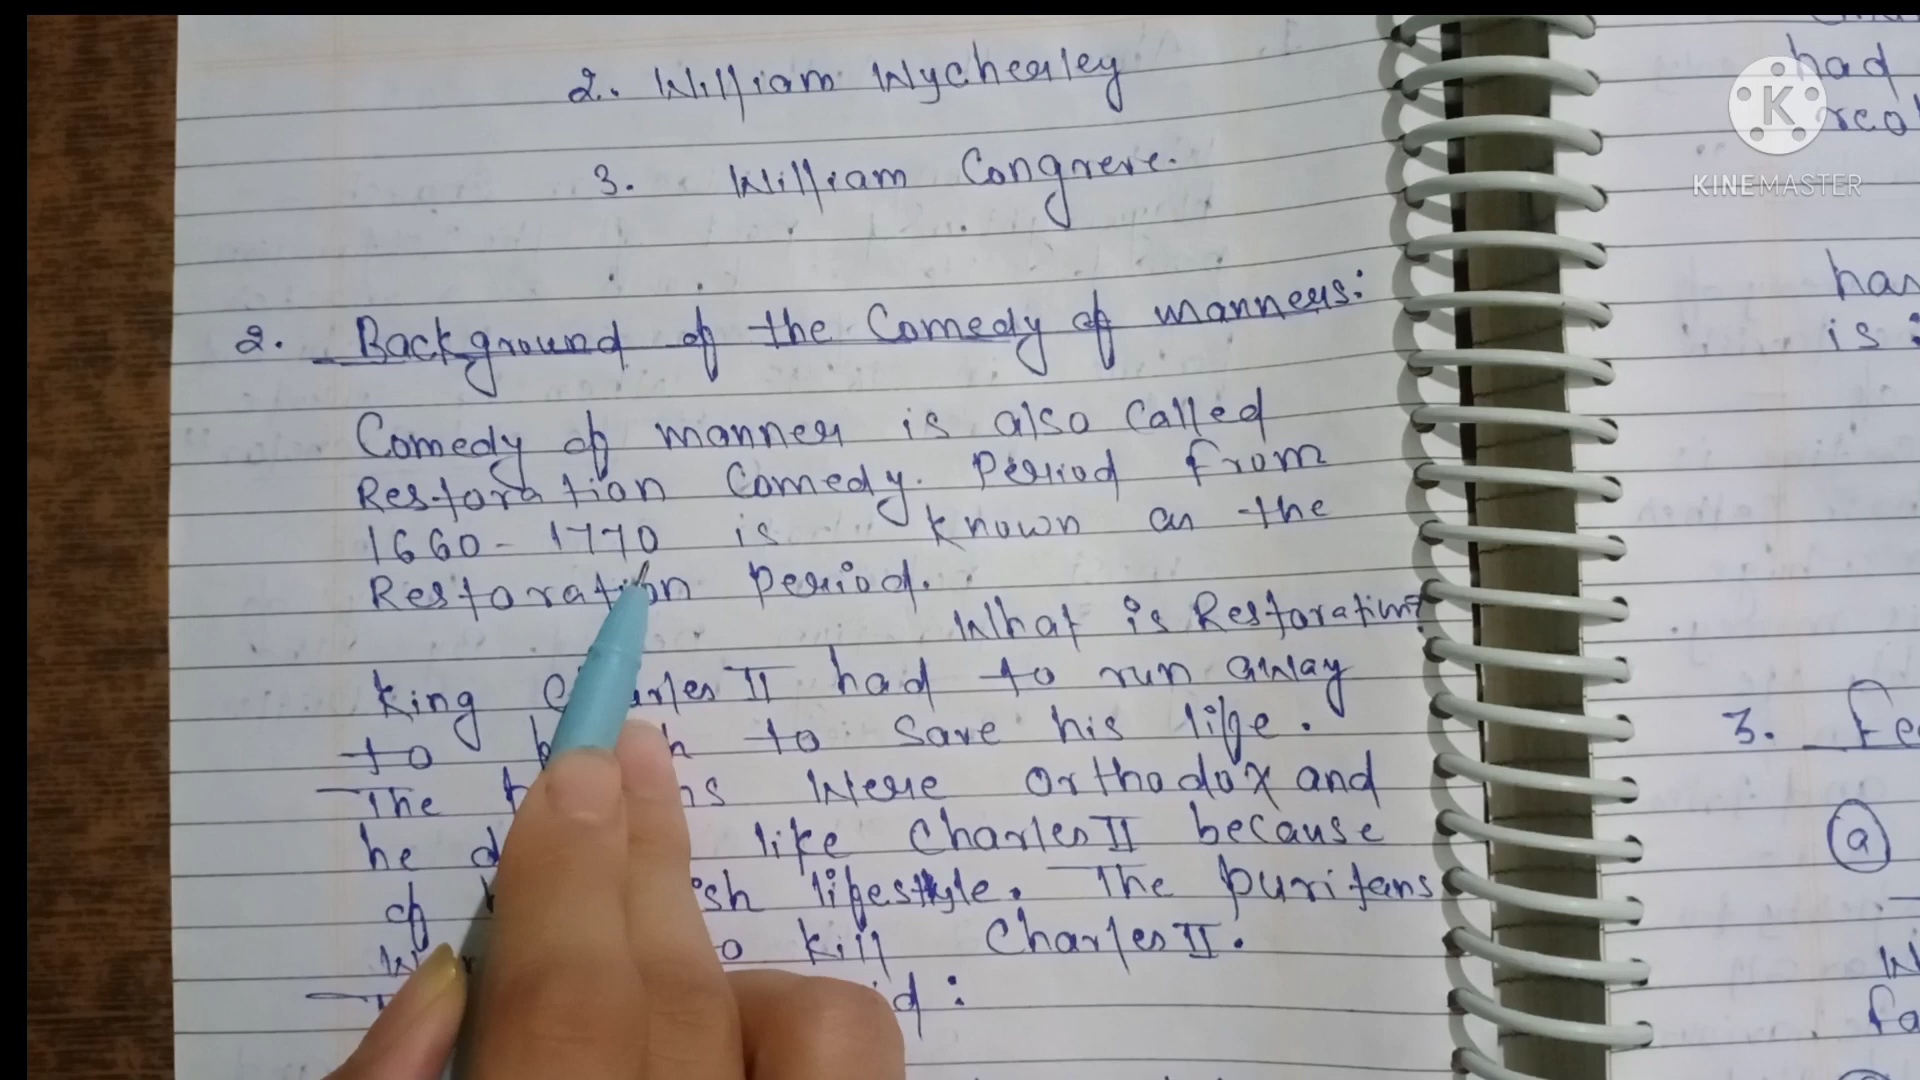 2. William Wycherley
3. William Congreve.
2. Background of the Comedy of manners:
Comedy of manner is also called
Restoration Comedy. Period from
1660-1770 is known as the
Restoration Period.
What is Restoration?
King Charles II had to run away
to to save his life.
The were orthodox and
he like Charles II because
of lifestyle. The puritans
to kill Charles II.
had
KINEMASTER
is
3.
a